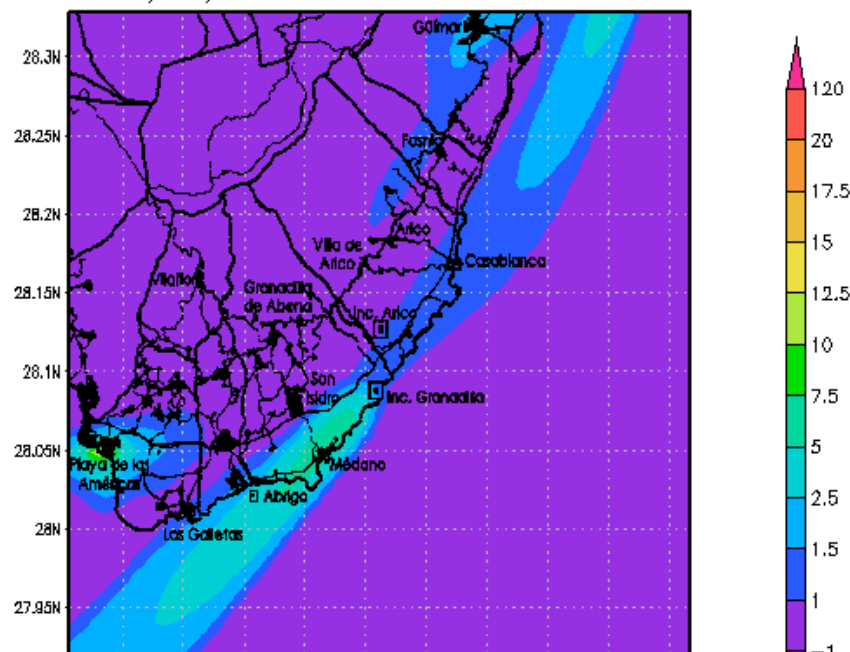 Güímar
28.3N
28.25N
Fasnia
28.2N
Arico
Villa de
Arico
Casablanca
28.15N
Vilaflor
Granadilla
de Abona
Inc. Arico
28.1N
San
Isidro
Inc. Granadilla
28.05N
Playa de las
Américas
Médano
El Abrigo
28N
Las Galletas
27.95N
120
20
17.5
15
12.5
10
7.5
5
2.5
1.5
1
-1